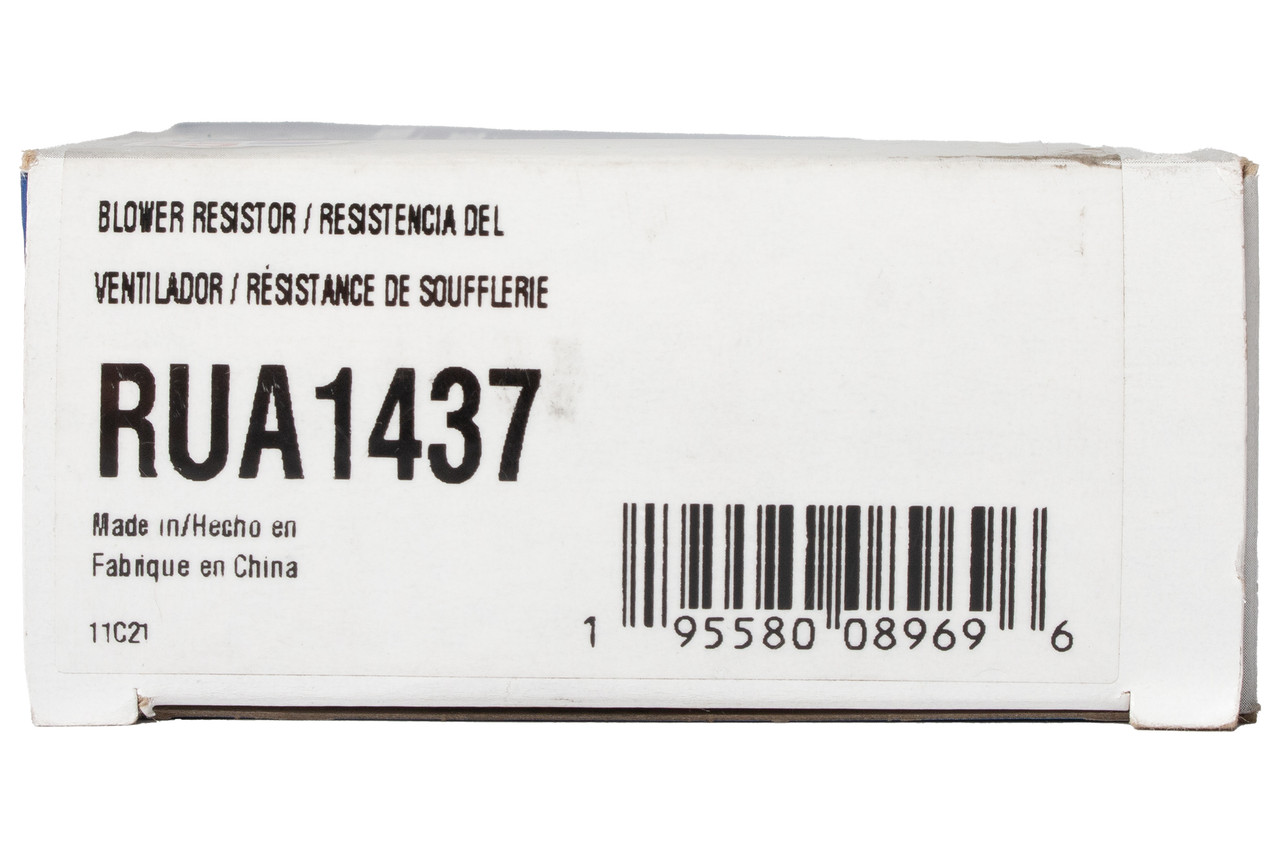 BLOWER RESISTOR / RESISTENCIA DEL
VENTILADOR / RÉSISTANCE DE SOUFFLERIE
RUA1437
Made in/Hecho en
Fabrique en China
11C21
1 95580 08969 6